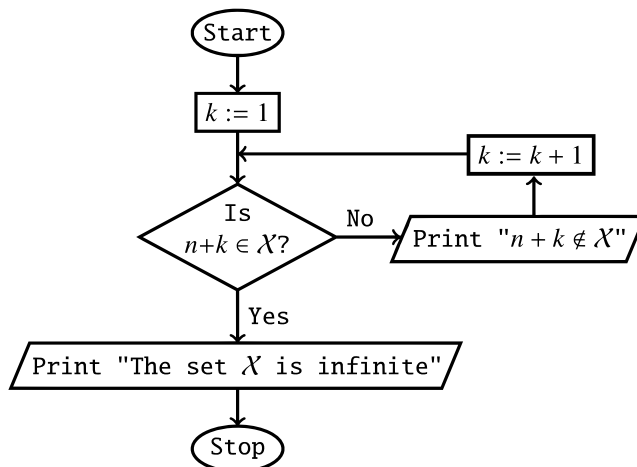 Start
k := 1
k := k + 1
Is
n+k ∈ 𝒳?
No
Print "n + k ∉ 𝒳"
Yes
Print "The set 𝒳 is infinite"
Stop